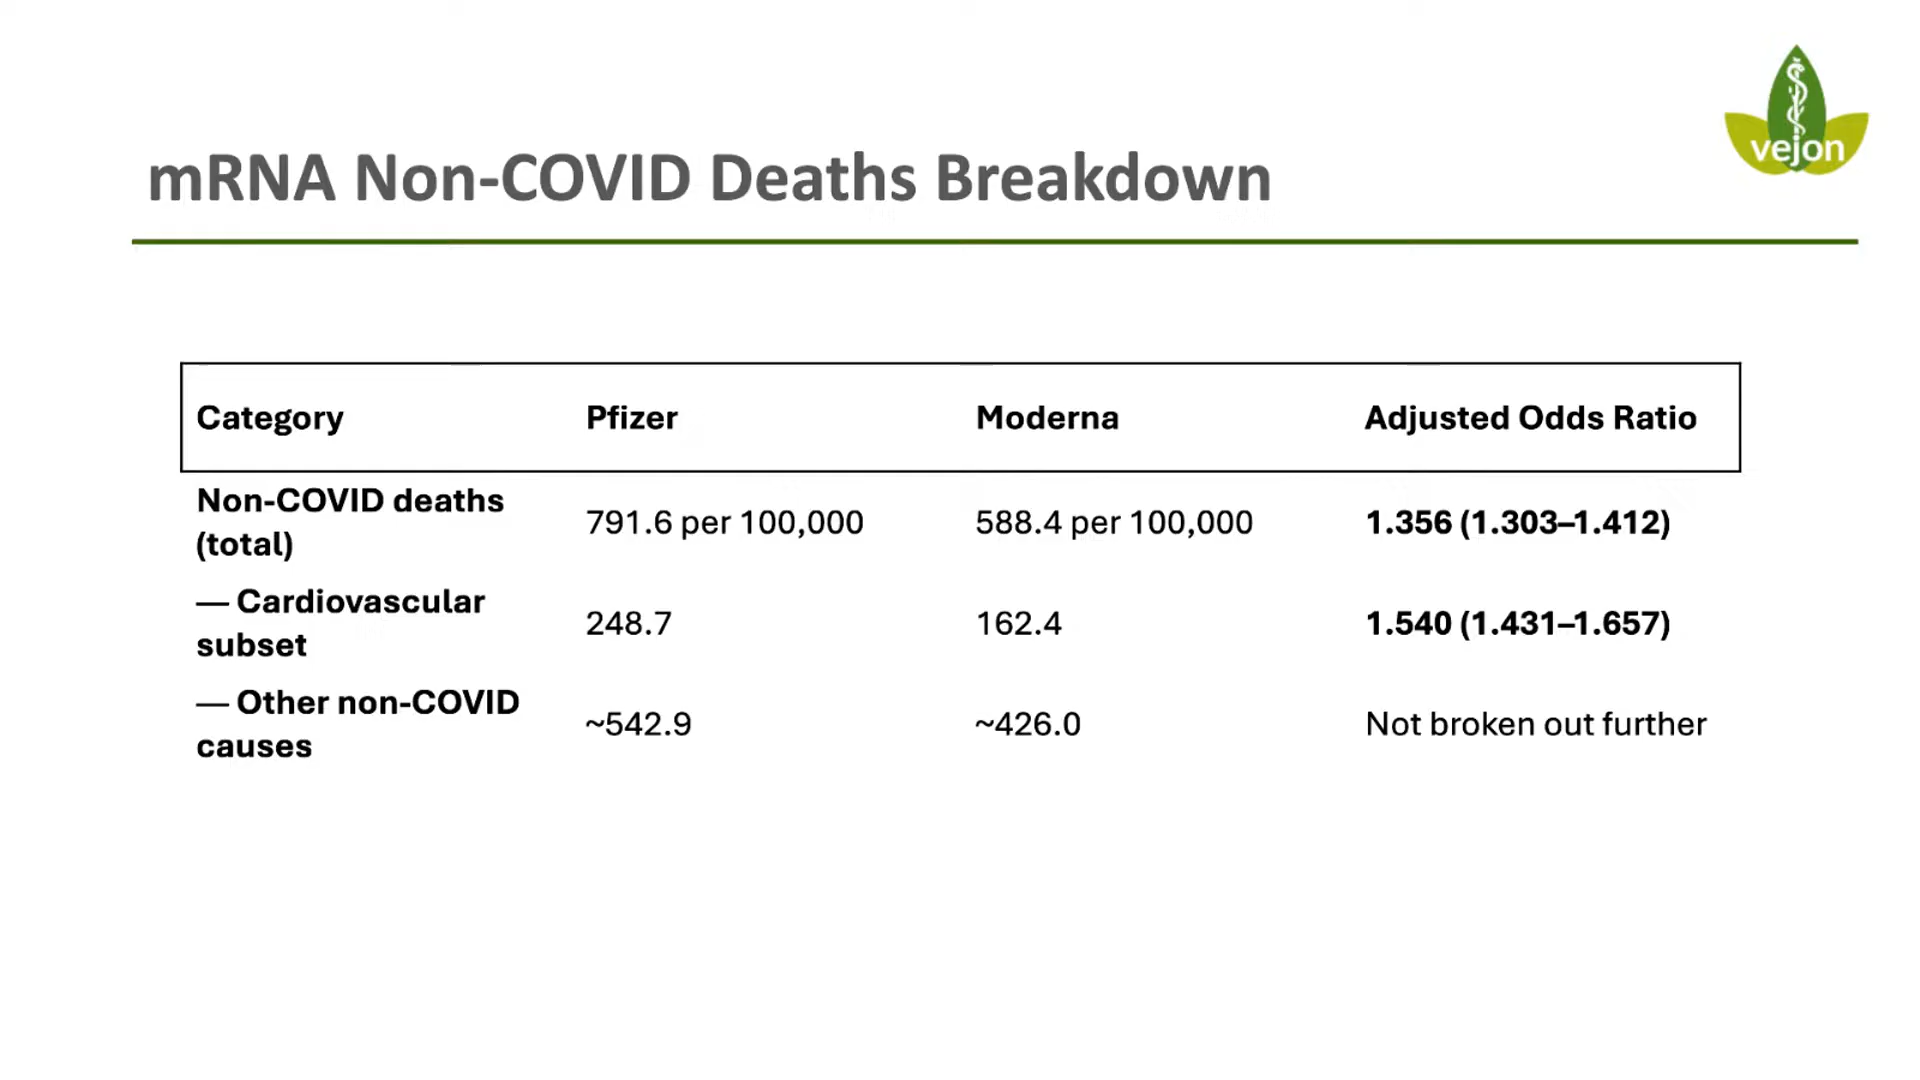 vejon
mRNA Non-COVID Deaths Breakdown
Category Pfizer Moderna Adjusted Odds Ratio
Non-COVID deaths
(total) 791.6 per 100,000 588.4 per 100,000 1.356 (1.303–1.412)
— Cardiovascular
subset 248.7 162.4 1.540 (1.431–1.657)
— Other non-COVID
causes ~542.9 ~426.0 Not broken out further